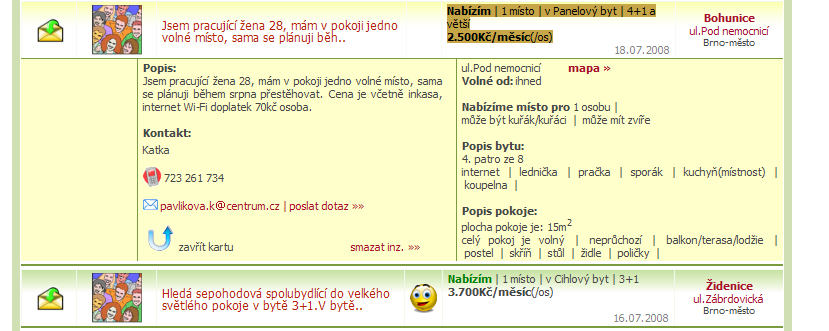 Jsem pracující žena 28, mám v pokoji jedno
volné místo, sama se plánuji běh..
Nabízím | 1 místo | v Panelový byt | 4+1 a
větší
2.500Kč/měsíc(/os)
18.07.2008
Bohunice
ul.Pod nemocnicí
Brno-město
Popis:
Jsem pracující žena 28, mám v pokoji jedno volné místo, sama
se plánuji během srpna přestěhovat. Cena je včetně inkasa,
internet Wi-Fi doplatek 70kč osoba.
Kontakt:
Katka
723 261 734
pavlikova.k@centrum.cz | poslat dotaz »»
zavřít kartu
smazat inz. »»
ul.Pod nemocnicí mapa »
Volné od: ihned
Nabízíme místo pro 1 osobu |
může být kuřák/kuřáci | může mít zvíře
Popis bytu:
4. patro ze 8
internet | lednička | pračka | sporák | kuchyň(místnost) |
koupelna |
Popis pokoje:
plocha pokoje je: 15m2
celý pokoj je volný | neprůchozí | balkon/terasa/lodžie |
postel | skříň | stůl | židle | poličky |
Hledá sepohodová spolubydlící do velkého
světlého pokoje v bytě 3+1.V bytě..
Nabízím | 1 místo | v Cihlový byt | 3+1
3.700Kč/měsíc(/os)
16.07.2008
Židenice
ul.Zábrdovická
Brno-město